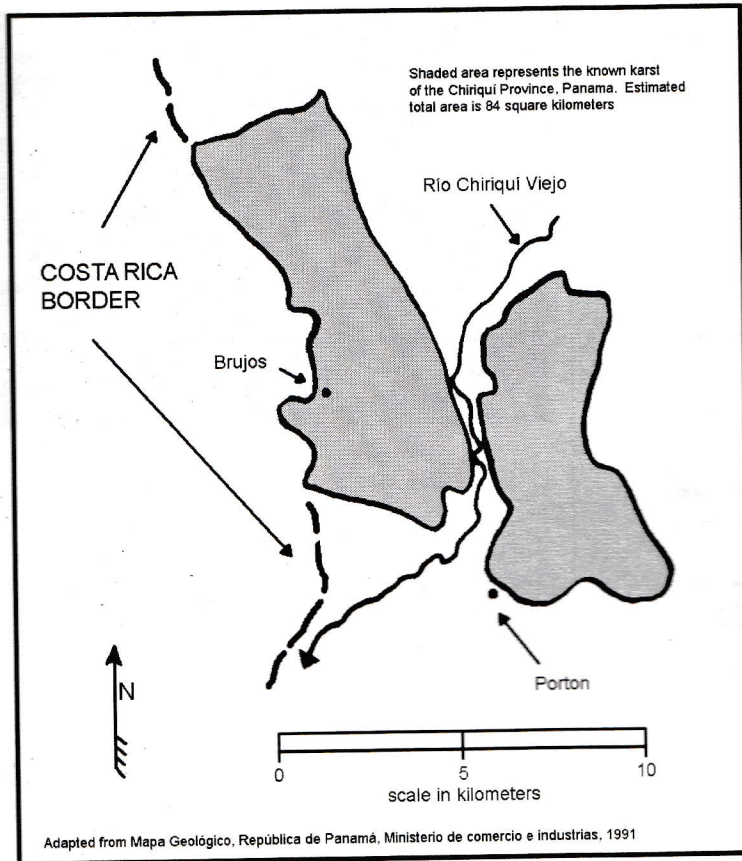 Shaded area represents the known karst
of the Chiriquí Province, Panama. Estimated
total area is 84 square kilometers
Río Chiriquí Viejo
COSTA RICA
BORDER
Brujos
N
Porton
0 5 10
scale in kilometers
Adapted from Mapa Geológico, República de Panamá, Ministerio de comercio e industrias, 1991